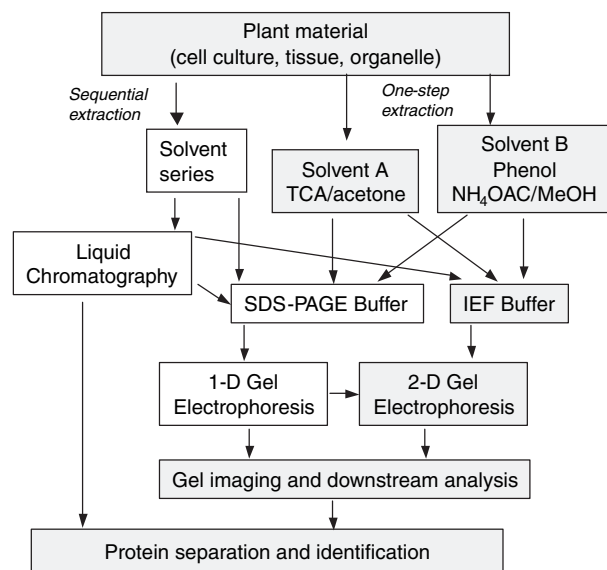 Plant material
(cell culture, tissue, organelle)
Sequential
extraction
One-step
extraction
Solvent
series
Solvent A
TCA/acetone
Solvent B
Phenol
NH₄OAC/MeOH
Liquid
Chromatography
SDS-PAGE Buffer
IEF Buffer
1-D Gel
Electrophoresis
2-D Gel
Electrophoresis
Gel imaging and downstream analysis
Protein separation and identification